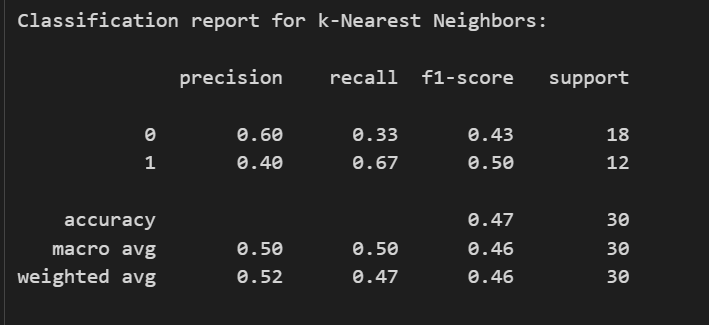 Classification report for k-Nearest Neighbors:
precision recall f1-score support
0 0.60 0.33 0.43 18
1 0.40 0.67 0.50 12
accuracy 0.47 30
macro avg 0.50 0.50 0.46 30
weighted avg 0.52 0.47 0.46 30